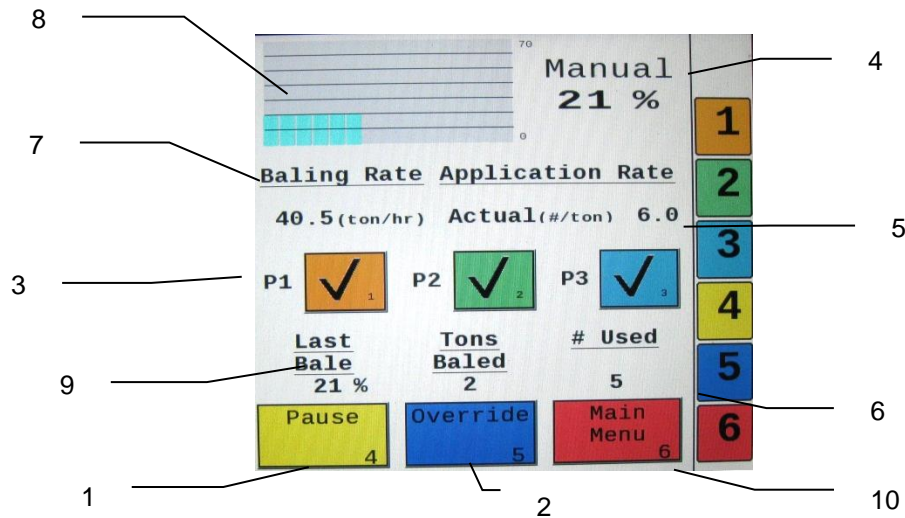 8
70
Manual
4
21 %
1
0
7
Baling Rate Application Rate
2
40.5(ton/hr) Actual(#/ton) 6.0
5
3
3
P1 ✓ 1 P2 ✓ 2 P3 ✓ 3
4
Last Tons # Used
Bale Baled
9
21 % 2 5
5
6
Pause Override Main
Menu
4 5 6
6
1
2
10